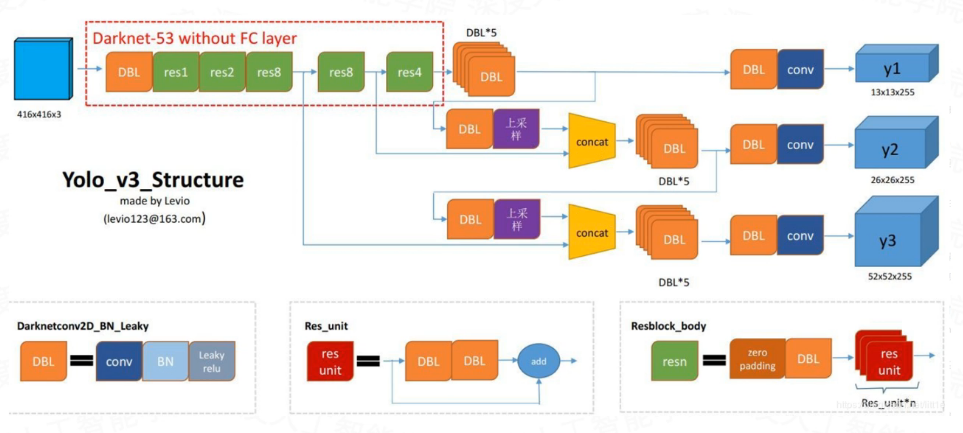 Darknet-53 without FC layer
DBL*5
DBL
res1
res2
res8
res8
res4
DBL
DBL
conv
y1
416x416x3
13x13x255
DBL
上采样
concat
DBL
DBL
conv
y2
DBL*5
26x26x255
Yolo_v3_Structure
made by Levio
(levio123@163.com)
DBL
上采样
concat
DBL
DBL
conv
y3
DBL*5
52x52x255
Darknetconv2D_BN_Leaky
DBL
=
conv
BN
Leaky
relu
Res_unit
res
unit
=
DBL
DBL
add
Resblock_body
resn
=
zero
padding
DBL
res
unit
Res_unit*n